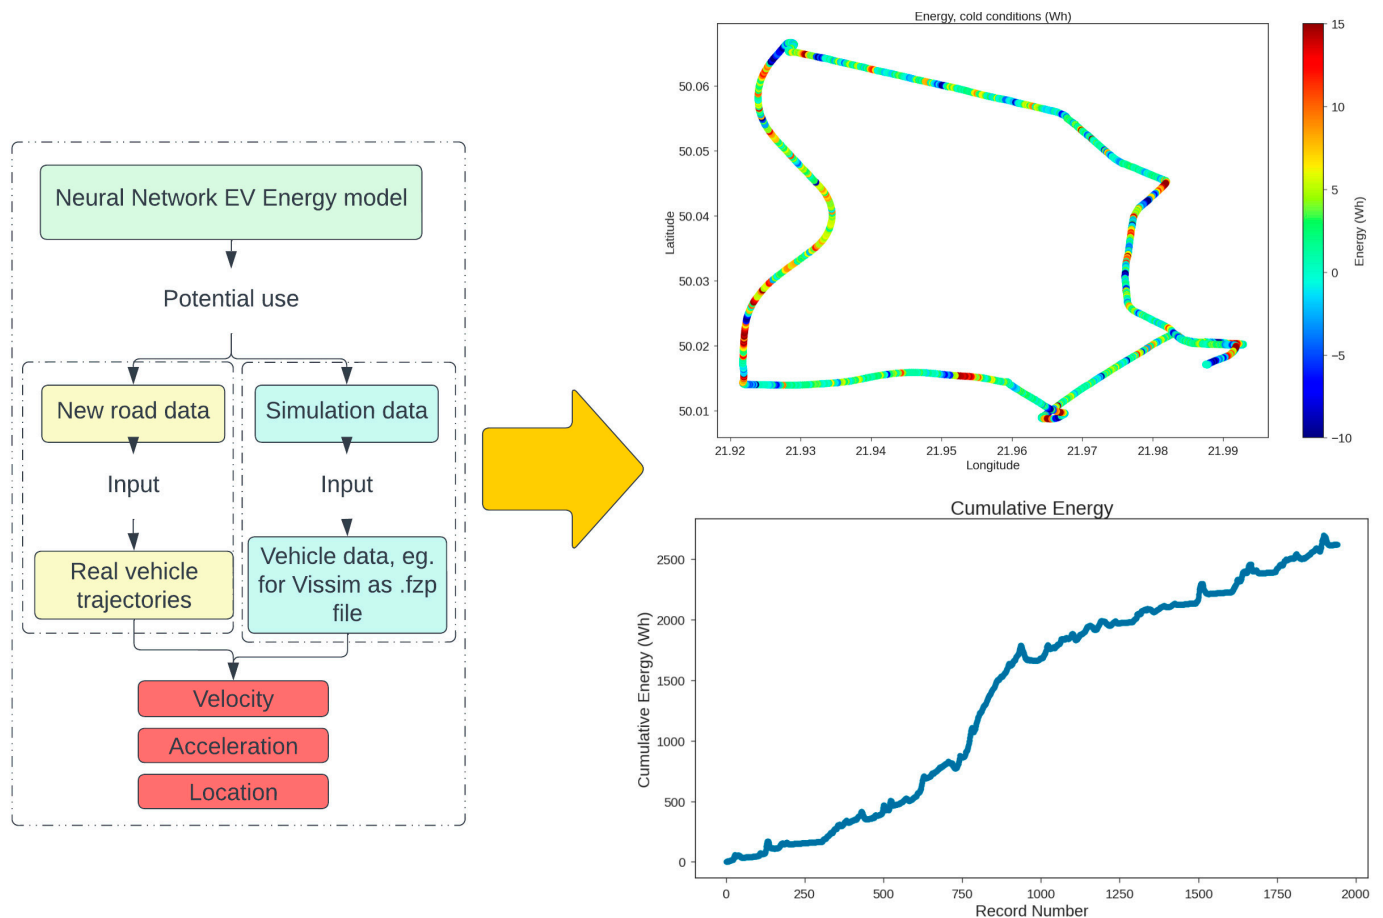 Neural Network EV Energy model
Potential use
New road data
Simulation data
Input
Input
Real vehicle
trajectories
Vehicle data, eg.
for Vissim as .fzp
file
Velocity
Acceleration
Location
Energy, cold conditions (Wh)
Latitude
50.06
50.05
50.04
50.03
50.02
50.01
21.92 21.93 21.94 21.95 21.96 21.97 21.98 21.99
Longitude
15
10
5
0
−5
−10
Energy (Wh)
Cumulative Energy
Cumulative Energy (Wh)
2500
2000
1500
1000
500
0
0 250 500 750 1000 1250 1500 1750 2000
Record Number